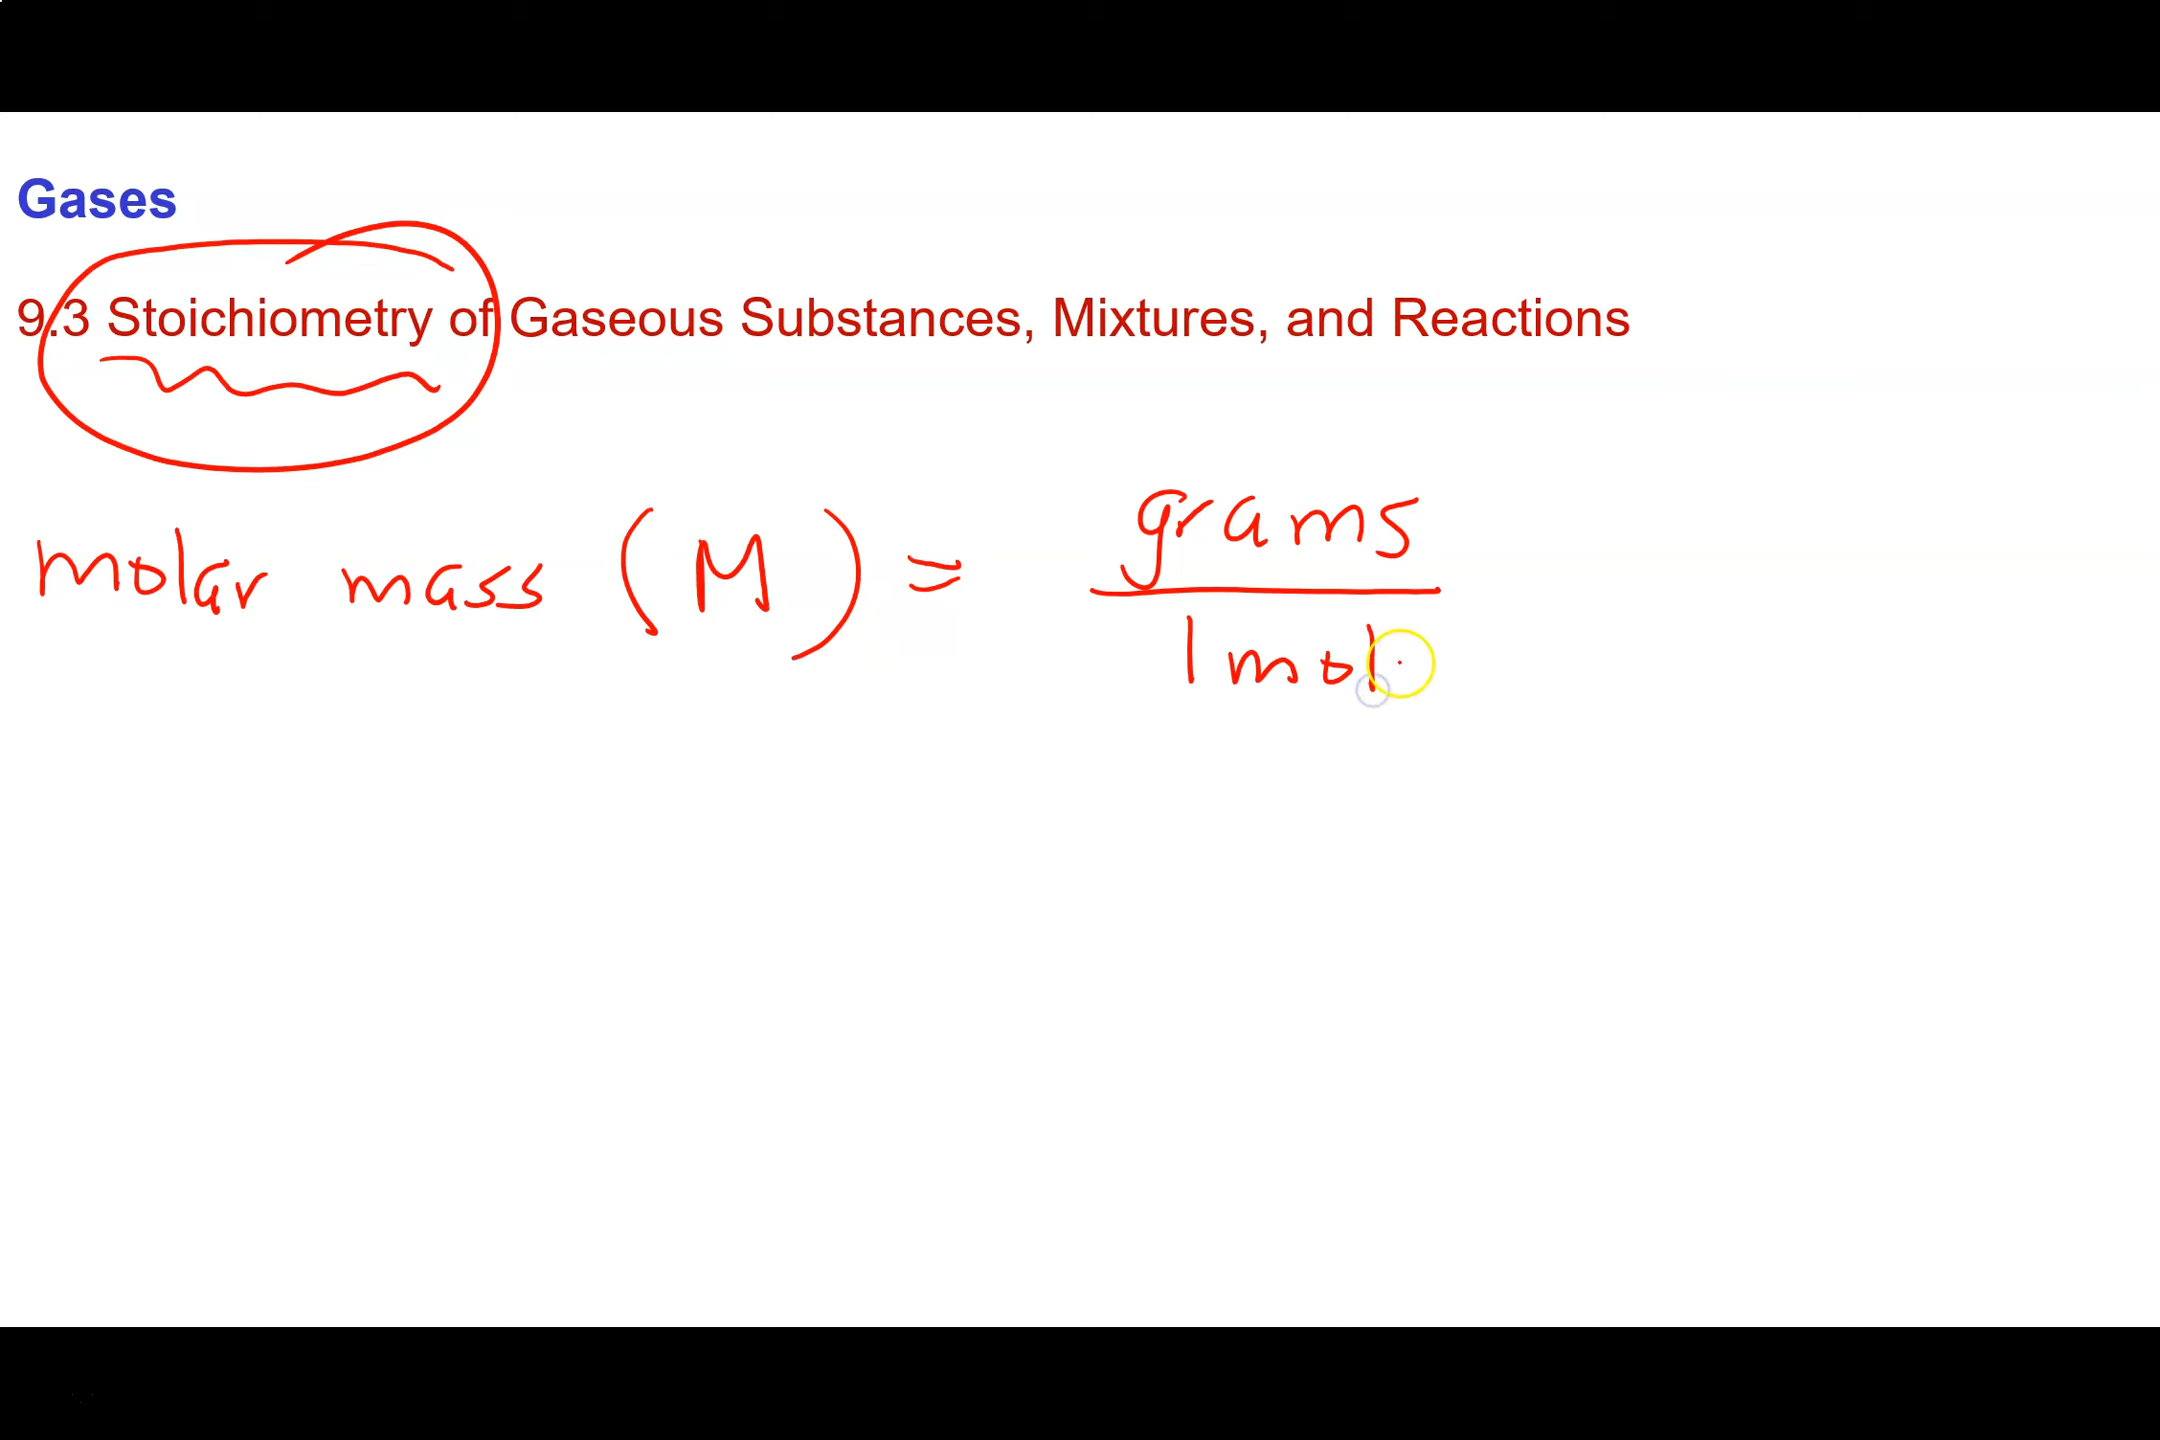 Gases
9.3 Stoichiometry of Gaseous Substances, Mixtures, and Reactions
molar mass (M) = grams
1 mol